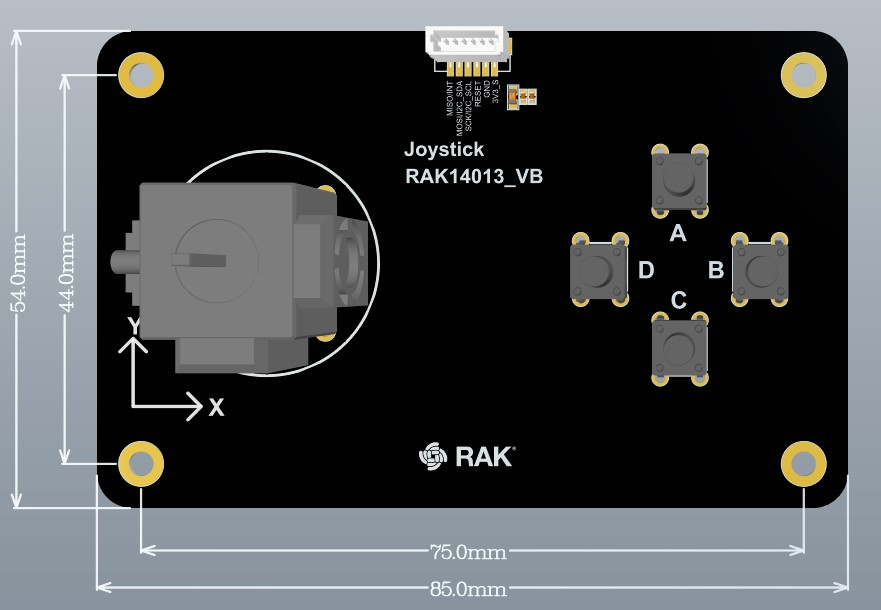 MISO/INT
MOSI/I2C_SDA
SCK/I2C_SCL
RESET
GND
3V3_S
Joystick
RAK14013_VB
A
D
B
C
Y
X
RAK
54.0mm
44.0mm
75.0mm
85.0mm